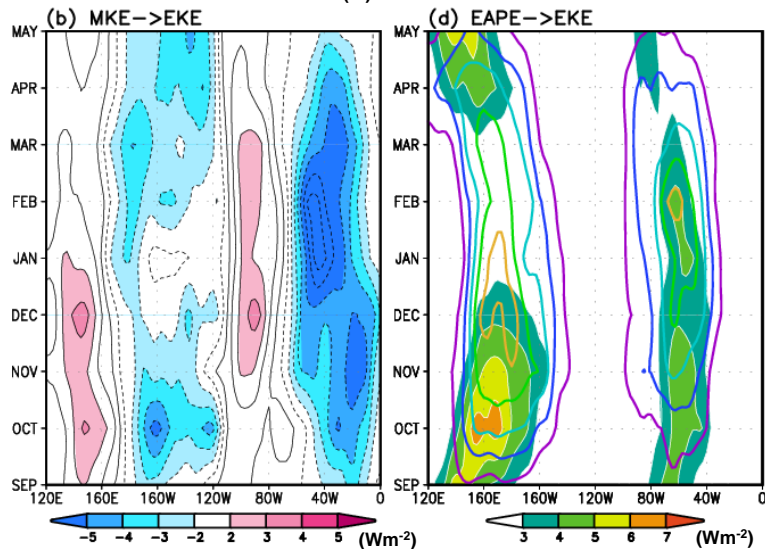 (b) MKE->EKE
(d) EAPE->EKE
MAY
APR
MAR
FEB
JAN
DEC
NOV
OCT
SEP
120E 160E 160W 120W 80W 40W 0
MAY
APR
MAR
FEB
JAN
DEC
NOV
OCT
SEP
120E 160E 160W 120W 80W 40W 0
-5 -4 -3 -2 2 3 4 5 (Wm-2)
3 4 5 6 7 (Wm-2)